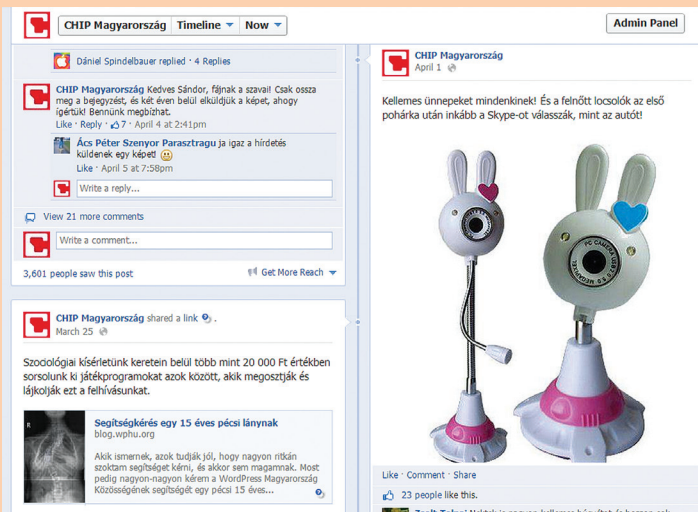 CHIP Magyarország Timeline Now
Admin Panel
Dániel Spindelbauer replied · 4 Replies
CHIP Magyarország Kedves Sándor, fájnak a szavai! Csak ossza
meg a bejegyzést, és két éven belül elküldjük a képet, ahogy
ígértük! Bennünk megbízhat.
Like · Reply · 7 · April 4 at 2:41pm
Ács Péter Szenyor Parasztragu ja igaz a hírdetés
küldenek egy képet!
Like · April 5 at 7:58pm
Write a reply...
View 21 more comments
Write a comment...
3,601 people saw this post
Get More Reach
CHIP Magyarország shared a link .
March 25
Szociológiai kísérletünk keretein belül több mint 20 000 Ft értékben
sorsolunk ki játékprogramokat azok között, akik megosztják és
lájkolják ezt a felhívásunkat.
R
Segítségkérés egy 15 éves pécsi lánynak
blog.wphu.org
Akik ismernek, azok tudják jól, hogy nagyon ritkán
szoktam segítséget kérni, és akkor sem magamnak. Most
pedig nagyon-nagyon kérem a WordPress Magyarország
Közösségének segítségét egy pécsi 15 éves...
CHIP Magyarország
April 1
Kellemes ünnepeket mindenkinek! És a felnőtt locsolók az első
pohárka után inkább a Skype-ot válasszák, mint az autót!
PC CAMERA USB 2.0 5.0 MEGAPIXEL
Like · Comment · Share
23 people like this.